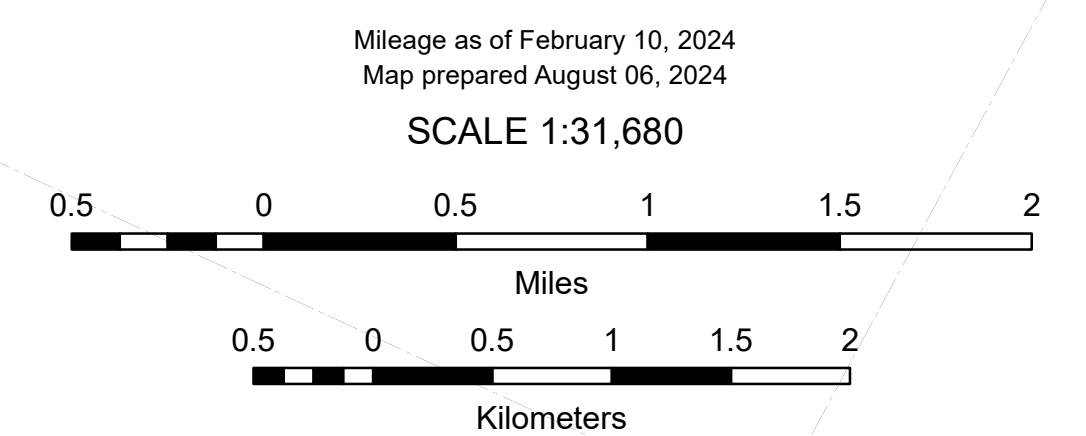 Mileage as of February 10, 2024
Map prepared August 06, 2024
SCALE 1:31,680
0.5 0 0.5 1 1.5 2
Miles
0.5 0 0.5 1 1.5 2
Kilometers